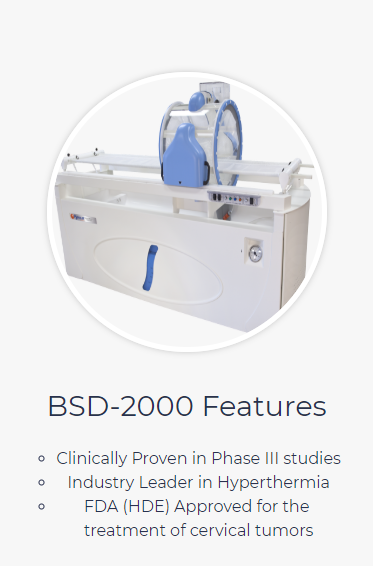 BSD-2000 Features
Clinically Proven in Phase III studies
Industry Leader in Hyperthermia
FDA (HDE) Approved for the
treatment of cervical tumors